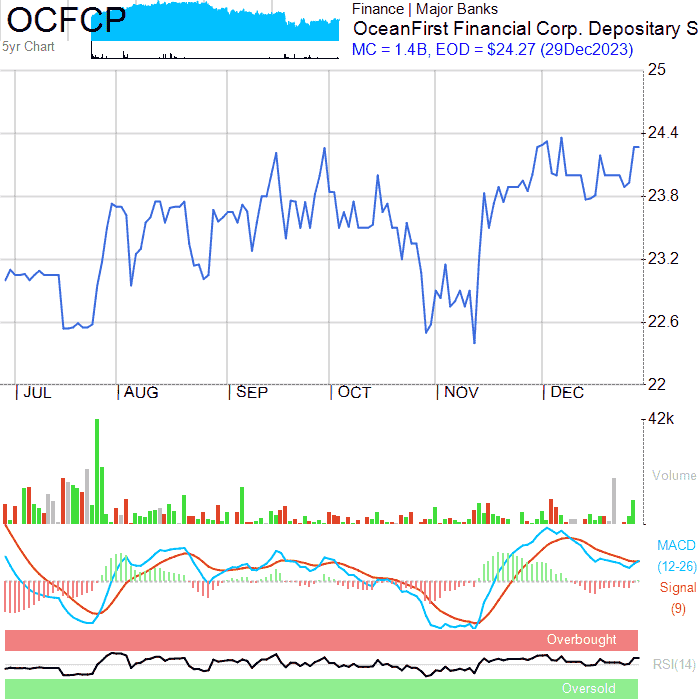 OCFCP
5yr Chart
Finance | Major Banks
OceanFirst Financial Corp. Depositary S
MC = 1.4B, EOD = $24.27 (29Dec2023)
25
24.4
23.8
23.2
22.6
22
JUL AUG SEP OCT NOV DEC
42k
Volume
MACD
(12-26)
Signal
(9)
Overbought
RSI(14)
Oversold